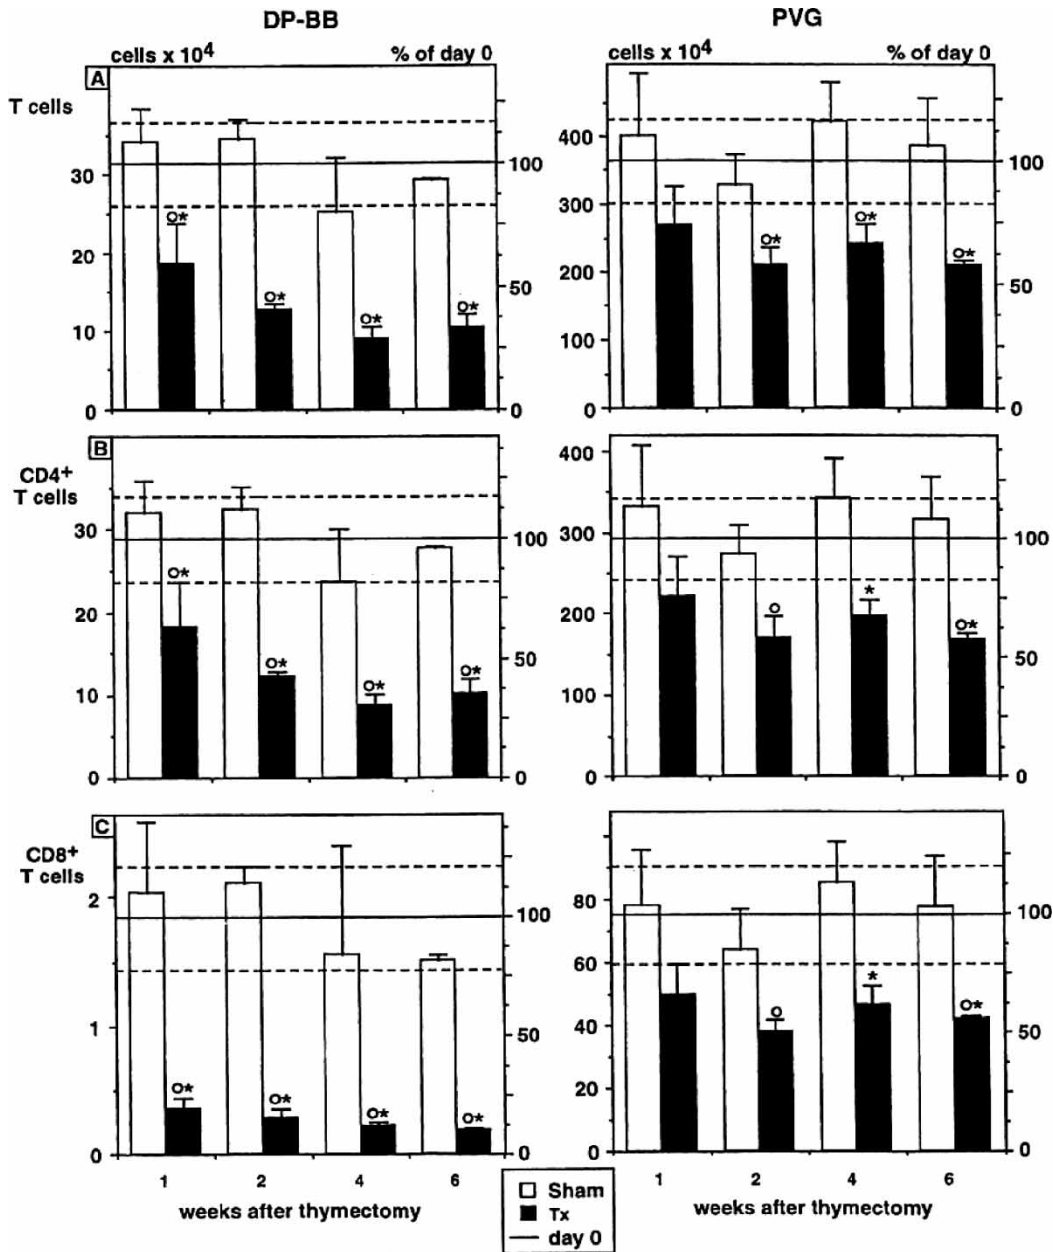 DP-BB PVG
cells x 10⁴ % of day 0 cells x 10⁴ % of day 0
A
T cells
30
20
10
0
100
50
0
400
300
200
100
0
100
50
0
o*
o*
o*
o*
o*
o*
o*
B
CD4⁺
T cells
30
20
10
0
100
50
0
400
300
200
100
0
100
50
0
o*
o*
o*
o*
o
*
o*
C
CD8⁺
T cells
2
1
0
100
50
0
80
60
40
20
0
100
50
0
o*
o*
o*
o*
o
*
o*
1 2 4 6 1 2 4 6
weeks after thymectomy weeks after thymectomy
Sham
Tx
day 0